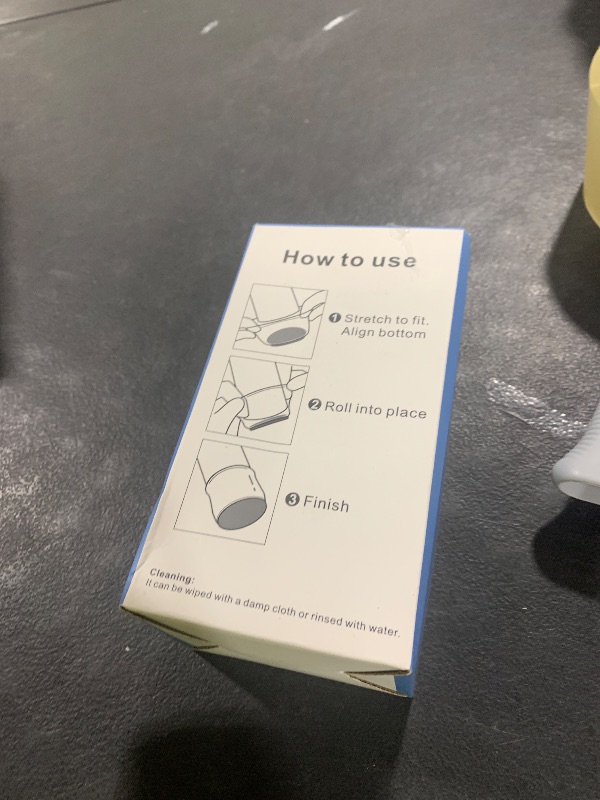 How to use
1 Stretch to fit.
Align bottom
2 Roll into place
3 Finish
Cleaning:
It can be wiped with a damp cloth or rinsed with water.